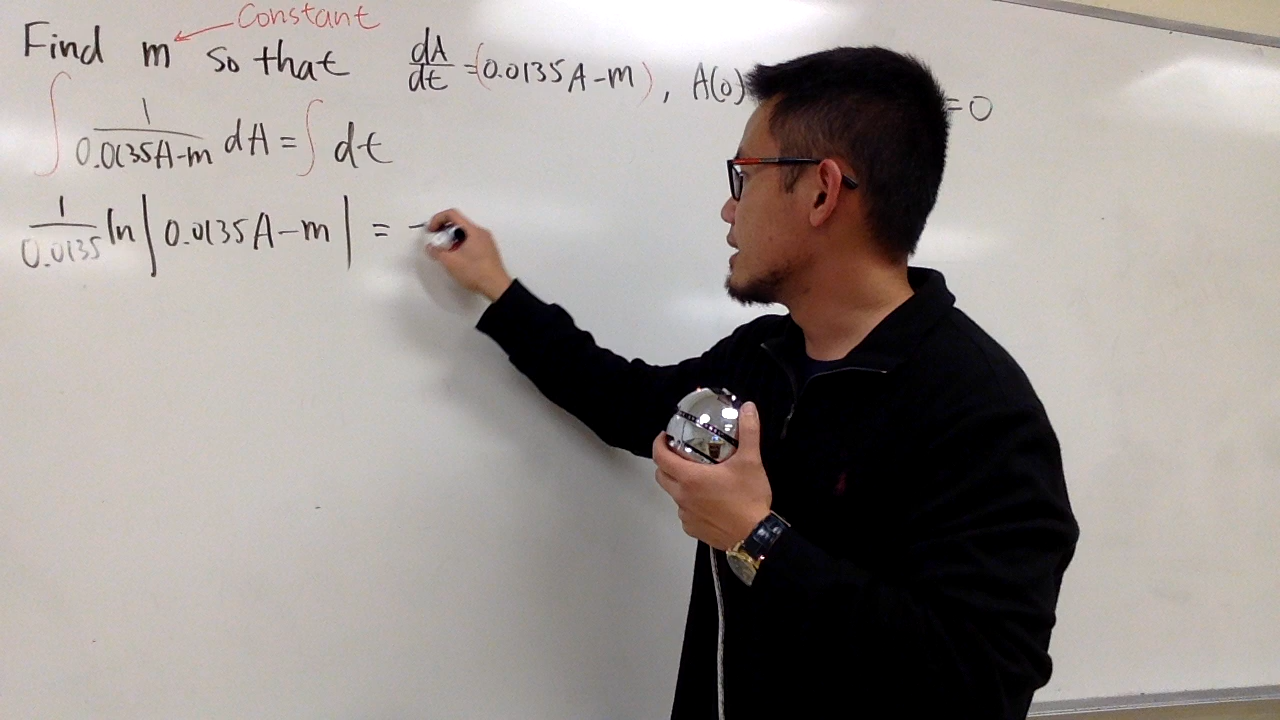 Constant
Find m so that dA/dt = (0.0135A-m), A(0) =0
∫ 1/(0.0135A-m) dA = ∫ dt
1/0.0135 ln|0.0135A-m| =